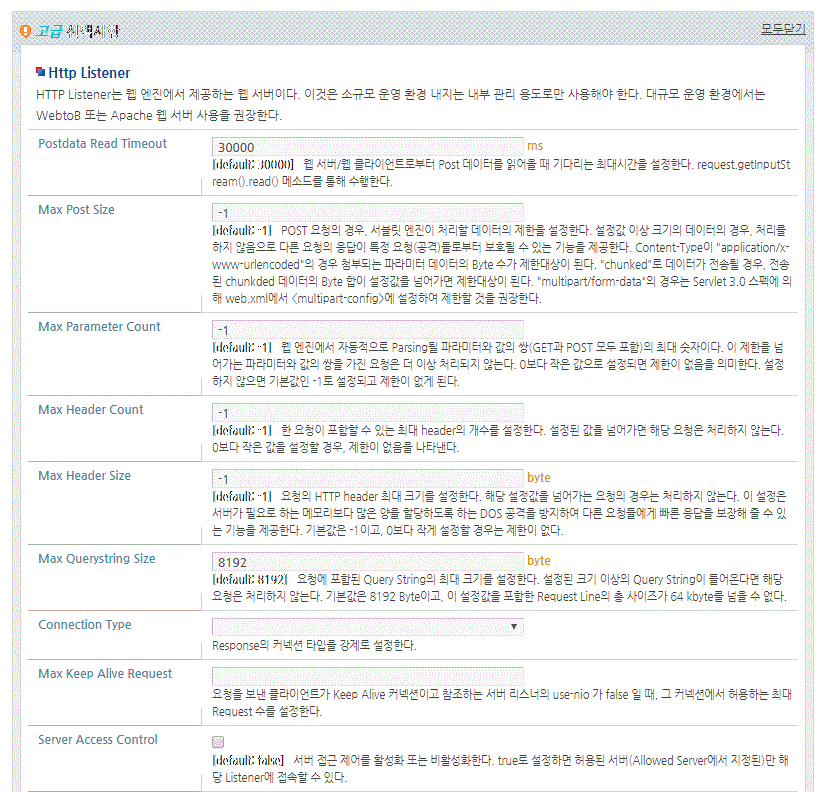 고급 선택사항
모두닫기
Http Listener
HTTP Listener는 웹 엔진에서 제공하는 웹 서버이다. 이것은 소규모 운영 환경 내지는 내부 관리 용도로만 사용해야 한다. 대규모 운영 환경에서는
WebtoB 또는 Apache 웹 서버 사용을 권장한다.
Postdata Read Timeout
30000 ms
[default: 30000] 웹 서버/웹 클라이언트로부터 Post 데이터를 읽어올 때 기다리는 최대시간을 설정한다. request.getInputSt
ream().read() 메소드를 통해 수행한다.
Max Post Size
-1
[default: -1] POST 요청의 경우, 서블릿 엔진이 처리할 데이터의 제한을 설정한다. 설정값 이상 크기의 데이터의 경우, 처리를
하지 않음으로 다른 요청의 응답이 특정 요청(공격)들로부터 보호될 수 있는 기능을 제공한다. Content-Type이 "application/x-
www-urlencoded"의 경우 첨부되는 파라미터 데이터의 Byte 수가 제한대상이 된다. "chunked"로 데이터가 전송될 경우, 전송
된 chunkded 데이터의 Byte 합이 설정값을 넘어가면 제한대상이 된다. "multipart/form-data"의 경우는 Servlet 3.0 스펙에 의
해 web.xml에서 <multipart-config>에 설정하여 제한할 것을 권장한다.
Max Parameter Count
-1
[default: -1] 웹 엔진에서 자동적으로 Parsing될 파라미터와 값의 쌍(GET과 POST 모두 포함)의 최대 숫자이다. 이 제한을 넘
어가는 파라미터와 값의 쌍을 가진 요청은 더 이상 처리되지 않는다. 0보다 작은 값으로 설정되면 제한이 없음을 의미한다. 설정
하지 않으면 기본값인 -1로 설정되고 제한이 없게 된다.
Max Header Count
-1
[default: -1] 한 요청이 포함할 수 있는 최대 header의 개수를 설정한다. 설정된 값을 넘어가면 해당 요청은 처리하지 않는다.
0보다 작은 값을 설정할 경우, 제한이 없음을 나타낸다.
Max Header Size
-1 byte
[default: -1] 요청의 HTTP header 최대 크기를 설정한다. 해당 설정값을 넘어가는 요청의 경우는 처리하지 않는다. 이 설정은
서버가 필요로 하는 메모리보다 많은 양을 할당하도록 하는 DOS 공격을 방지하여 다른 요청들에게 빠른 응답을 보장해 줄 수 있
는 기능을 제공한다. 기본값은 -1이고, 0보다 작게 설정할 경우는 제한이 없다.
Max Querystring Size
8192 byte
[default: 8192] 요청에 포함된 Query String의 최대 크기를 설정한다. 설정된 크기 이상의 Query String이 들어온다면 해당
요청은 처리하지 않는다. 기본값은 8192 Byte이고, 이 설정값을 포함한 Request Line의 총 사이즈가 64 kbyte를 넘을 수 없다.
Connection Type
Response의 커넥션 타입을 강제로 설정한다.
Max Keep Alive Request
요청을 보낸 클라이언트가 Keep Alive 커넥션이고 참조하는 서버 리스너의 use-nio 가 false 일 때, 그 커넥션에서 허용하는 최대
Request 수를 설정한다.
Server Access Control
[default: false] 서버 접근 제어를 활성화 또는 비활성화한다. true로 설정하면 허용된 서버(Allowed Server에서 지정된)만 해
당 Listener에 접속할 수 있다.